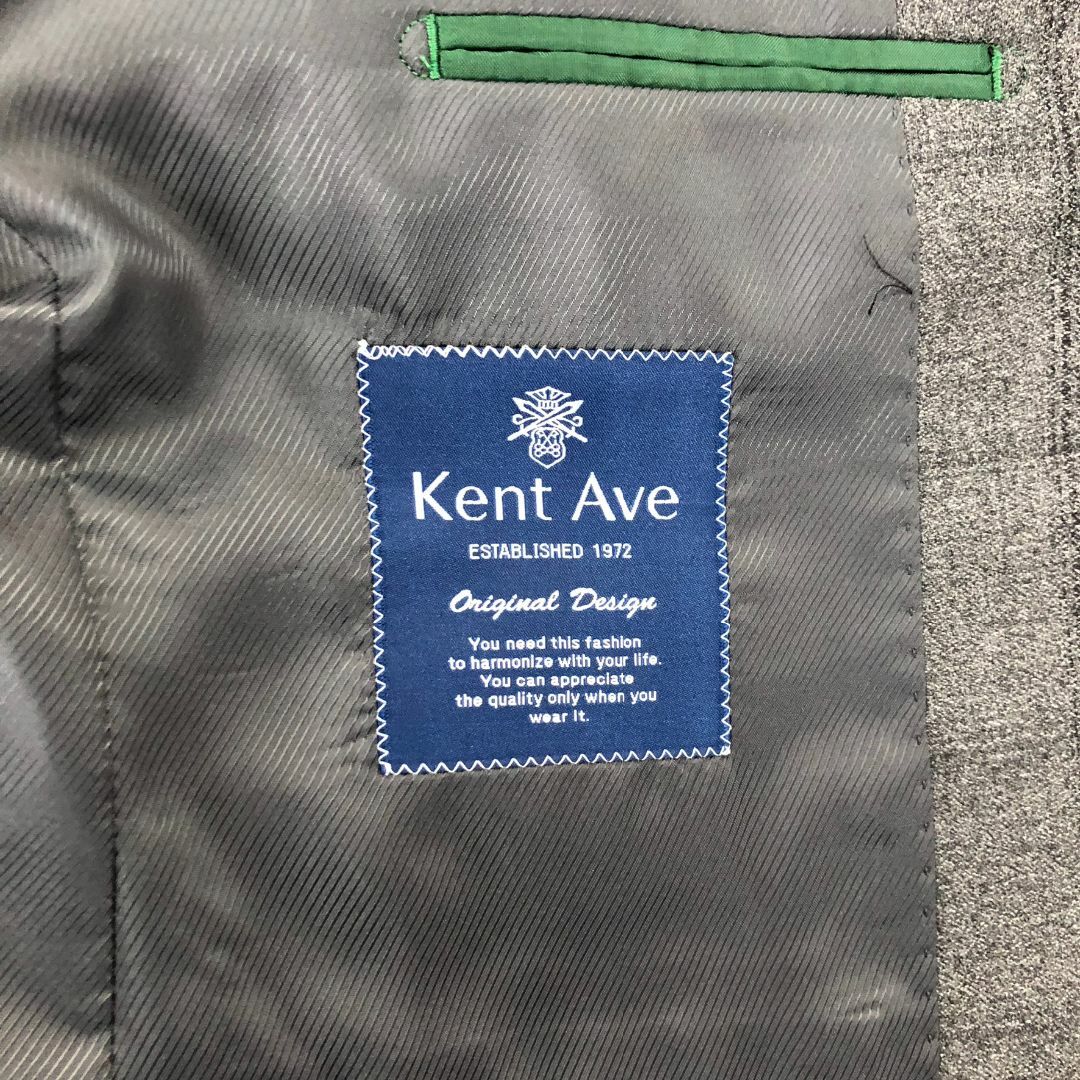 Kent Ave
ESTABLISHED 1972
Original Design
You need this fashion
to harmonize with your life.
You can appreciate
the quality only when you
wear it.